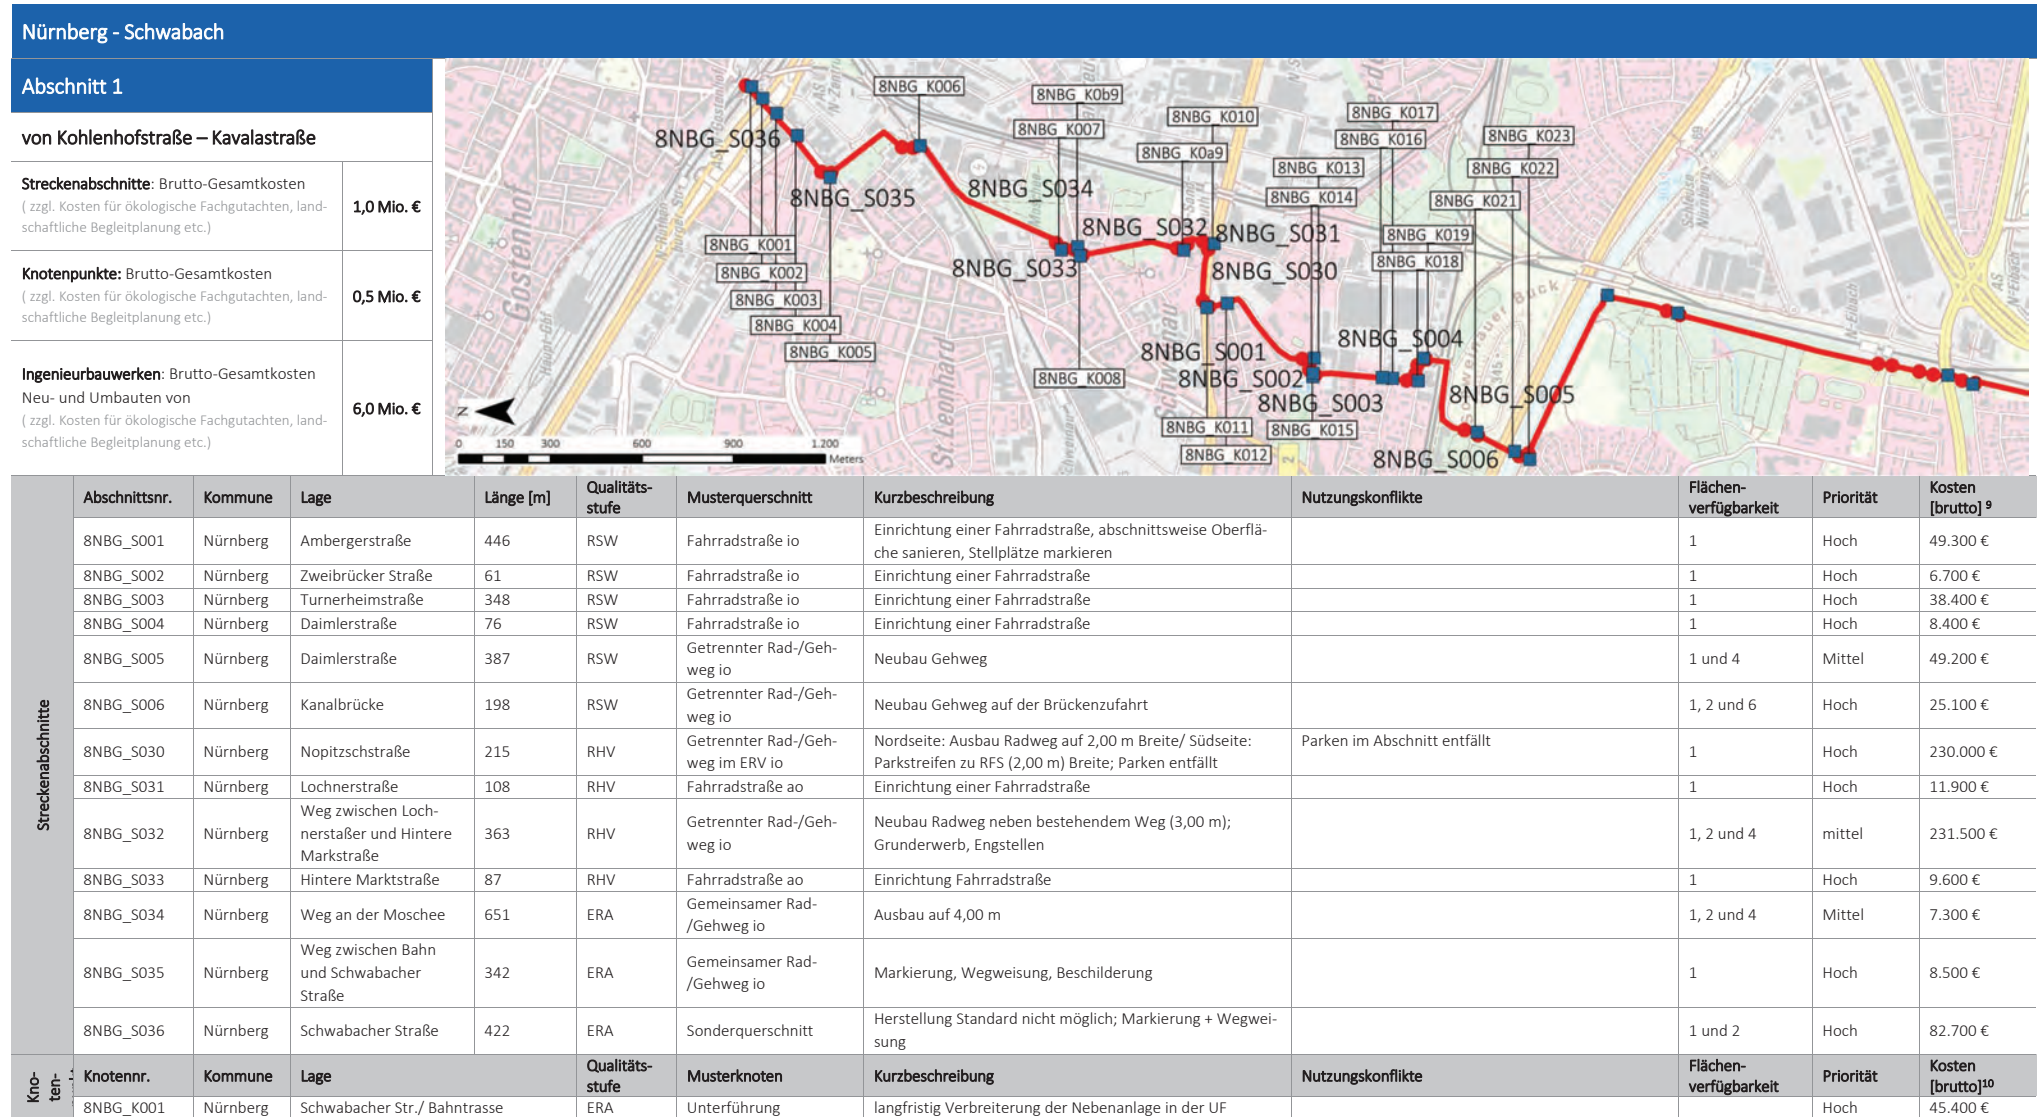 Nürnberg - Schwabach
Abschnitt 1
von Kohlenhofstraße – Kavalastraße
Streckenabschnitte: Brutto-Gesamtkosten
( zzgl. Kosten für ökologische Fachgutachten, land-
schaftliche Begleitplanung etc.)
1,0 Mio. €
Knotenpunkte: Brutto-Gesamtkosten
( zzgl. Kosten für ökologische Fachgutachten, land-
schaftliche Begleitplanung etc.)
0,5 Mio. €
Ingenieurbauwerken: Brutto-Gesamtkosten
Neu- und Umbauten von
( zzgl. Kosten für ökologische Fachgutachten, land-
schaftliche Begleitplanung etc.)
6,0 Mio. €
8NBG_K006
8NBG_K0b9
8NBG_K007
8NBG_K010
8NBG_K0a9
8NBG_K017
8NBG_K016
8NBG_K023
8NBG_K022
8NBG_K013
8NBG_K014
8NBG_K021
8NBG_K019
8NBG_K018
8NBG_S036
8NBG_S035
8NBG_S034
8NBG_S032
8NBG_S031
8NBG_S033
8NBG_S030
8NBG_K001
8NBG_K002
8NBG_K003
8NBG_K004
8NBG_K005
8NBG_K008
8NBG_S001
8NBG_S002
8NBG_S003
8NBG_S004
8NBG_S005
8NBG_S006
8NBG_K011
8NBG_K012
8NBG_K015
Gostenhof
St.Leonhard
N
0 150 300 600 900 1.200
Meters
Streckenabschnitte
Abschnittsnr. Kommune Lage Länge [m] Qualitäts-
stufe Musterquerschnitt Kurzbeschreibung Nutzungskonflikte Flächen-
verfügbarkeit Priorität Kosten
[brutto] 9
8NBG_S001 Nürnberg Ambergerstraße 446 RSW Fahrradstraße io Einrichtung einer Fahrradstraße, abschnittsweise Oberflä-
che sanieren, Stellplätze markieren 1 Hoch 49.300 €
8NBG_S002 Nürnberg Zweibrücker Straße 61 RSW Fahrradstraße io Einrichtung einer Fahrradstraße 1 Hoch 6.700 €
8NBG_S003 Nürnberg Turnerheimstraße 348 RSW Fahrradstraße io Einrichtung einer Fahrradstraße 1 Hoch 38.400 €
8NBG_S004 Nürnberg Daimlerstraße 76 RSW Fahrradstraße io Einrichtung einer Fahrradstraße 1 Hoch 8.400 €
8NBG_S005 Nürnberg Daimlerstraße 387 RSW Getrennter Rad-/Geh-
weg io Neubau Gehweg 1 und 4 Mittel 49.200 €
8NBG_S006 Nürnberg Kanalbrücke 198 RSW Getrennter Rad-/Geh-
weg io Neubau Gehweg auf der Brückenzufahrt 1, 2 und 6 Hoch 25.100 €
8NBG_S030 Nürnberg Nopitzschstraße 215 RHV Getrennter Rad-/Geh-
weg im ERV io Nordseite: Ausbau Radweg auf 2,00 m Breite/ Südseite:
Parkstreifen zu RFS (2,00 m) Breite; Parken entfällt Parken im Abschnitt entfällt 1 Hoch 230.000 €
8NBG_S031 Nürnberg Lochnerstraße 108 RHV Fahrradstraße ao Einrichtung einer Fahrradstraße 1 Hoch 11.900 €
8NBG_S032 Nürnberg Weg zwischen Loch-
nerstaßer und Hintere
Markstraße 363 RHV Getrennter Rad-/Geh-
weg io Neubau Radweg neben bestehendem Weg (3,00 m);
Grunderwerb, Engstellen 1, 2 und 4 mittel 231.500 €
8NBG_S033 Nürnberg Hintere Marktstraße 87 RHV Fahrradstraße ao Einrichtung Fahrradstraße 1 Hoch 9.600 €
8NBG_S034 Nürnberg Weg an der Moschee 651 ERA Gemeinsamer Rad-
/Gehweg io Ausbau auf 4,00 m 1, 2 und 4 Mittel 7.300 €
8NBG_S035 Nürnberg Weg zwischen Bahn
und Schwabacher
Straße 342 ERA Gemeinsamer Rad-
/Gehweg io Markierung, Wegweisung, Beschilderung 1 Hoch 8.500 €
8NBG_S036 Nürnberg Schwabacher Straße 422 ERA Sonderquerschnitt Herstellung Standard nicht möglich; Markierung + Wegwei-
sung 1 und 2 Hoch 82.700 €
Kno-
ten-
Knotennr. Kommune Lage Qualitäts-
stufe Musterknoten Kurzbeschreibung Nutzungskonflikte Flächen-
verfügbarkeit Priorität Kosten
[brutto]10
8NBG_K001 Nürnberg Schwabacher Str./ Bahntrasse ERA Unterführung langfristig Verbreiterung der Nebenanlage in der UF Hoch 45.400 €